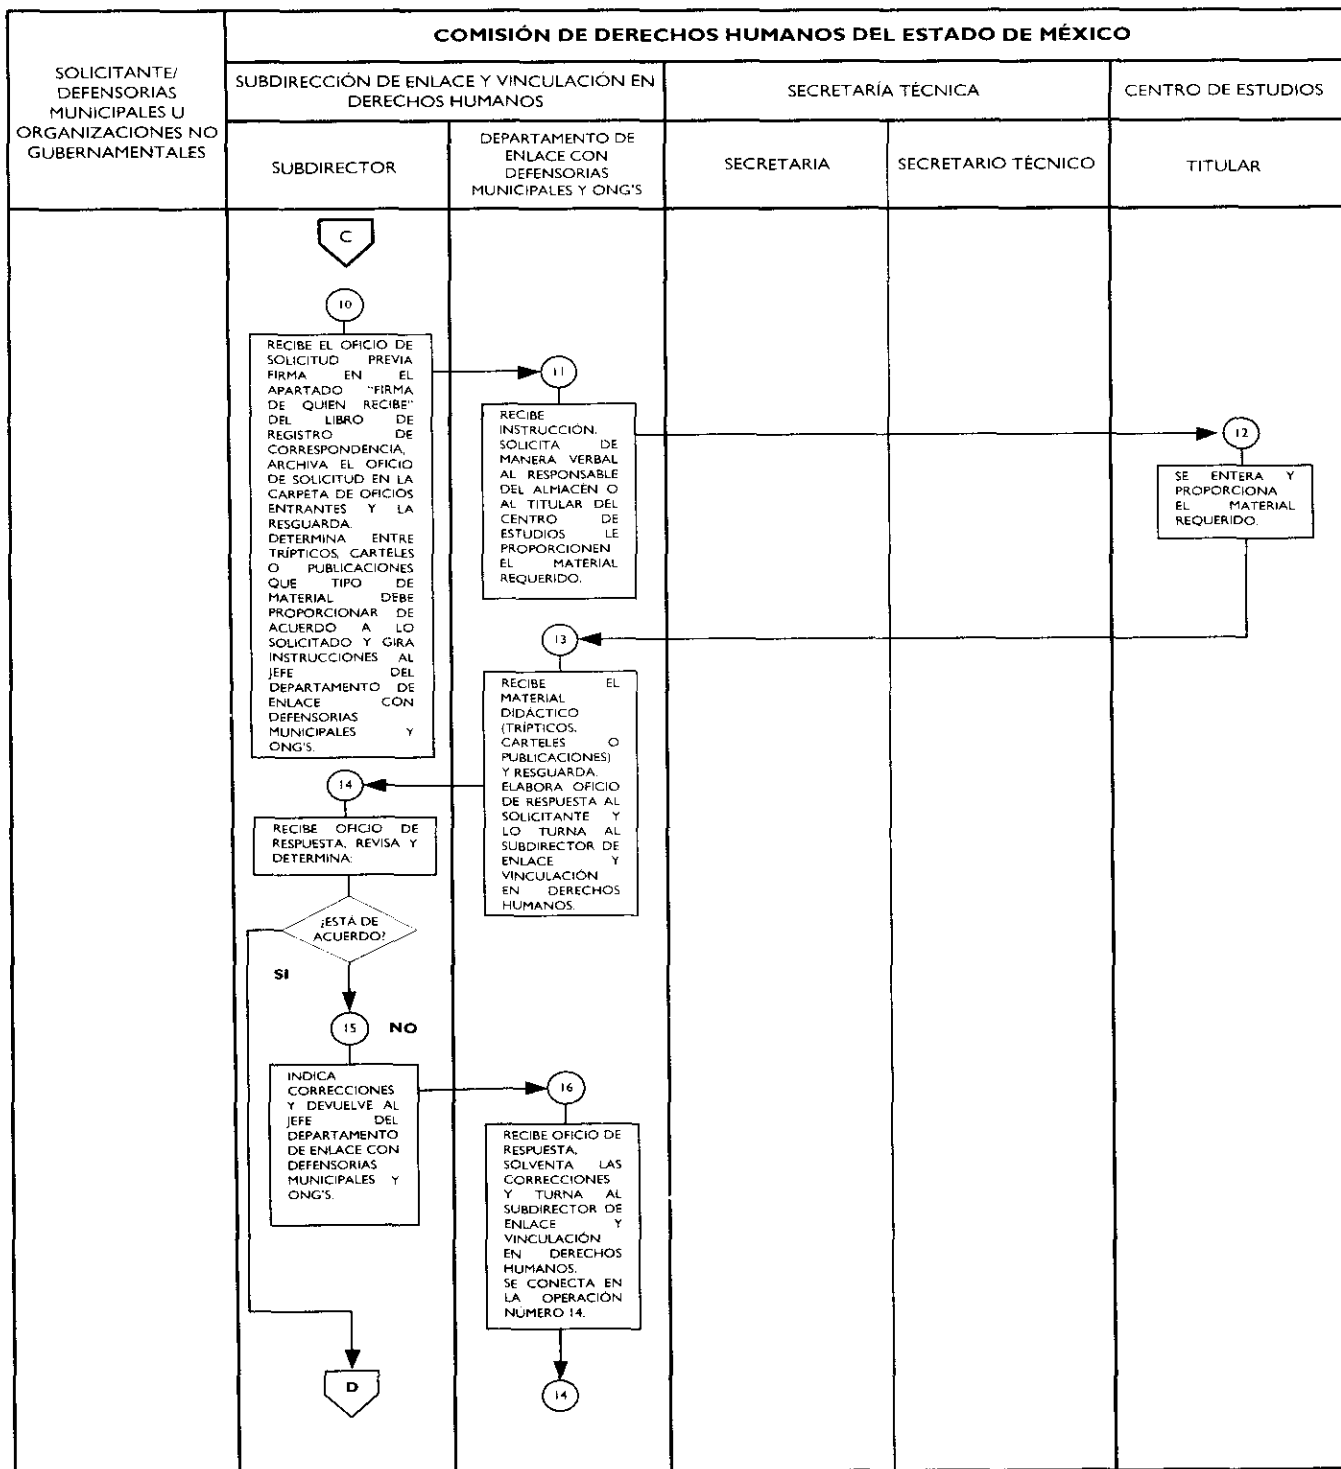 COMISIÓN DE DERECHOS HUMANOS DEL ESTADO DE MÉXICO
SOLICITANTE/
DEFENSORIAS
MUNICIPALES U
ORGANIZACIONES NO
GUBERNAMENTALES
SUBDIRECCIÓN DE ENLACE Y VINCULACIÓN EN
DERECHOS HUMANOS
SECRETARÍA TÉCNICA
CENTRO DE ESTUDIOS
SUBDIRECTOR
DEPARTAMENTO DE
ENLACE CON
DEFENSORIAS
MUNICIPALES Y ONG'S
SECRETARIA
SECRETARIO TÉCNICO
TITULAR
C
10
RECIBE EL OFICIO DE
SOLICITUD PREVIA
FIRMA EN EL
APARTADO "FIRMA
DE QUIEN RECIBE"
DEL LIBRO DE
REGISTRO DE
CORRESPONDENCIA,
ARCHIVA EL OFICIO
DE SOLICITUD EN LA
CARPETA DE OFICIOS
ENTRANTES Y LA
RESGUARDA.
DETERMINA ENTRE
TRÍPTICOS, CARTELES
O PUBLICACIONES
QUE TIPO DE
MATERIAL DEBE
PROPORCIONAR DE
ACUERDO A LO
SOLICITADO Y GIRA
INSTRUCCIONES AL
JEFE DEL
DEPARTAMENTO DE
ENLACE CON
DEFENSORIAS
MUNICIPALES Y
ONG'S.
11
RECIBE
INSTRUCCIÓN.
SOLICITA DE
MANERA VERBAL
AL RESPONSABLE
DEL ALMACÉN O
AL TITULAR DEL
CENTRO DE
ESTUDIOS LE
PROPORCIONEN
EL MATERIAL
REQUERIDO.
12
SE ENTERA Y
PROPORCIONA
EL MATERIAL
REQUERIDO.
13
RECIBE EL
MATERIAL
DIDÁCTICO
(TRÍPTICOS,
CARTELES O
PUBLICACIONES)
Y RESGUARDA.
ELABORA OFICIO
DE RESPUESTA AL
SOLICITANTE Y
LO TURNA AL
SUBDIRECTOR DE
ENLACE Y
VINCULACIÓN
EN DERECHOS
HUMANOS.
14
RECIBE OFICIO DE
RESPUESTA, REVISA Y
DETERMINA:
¿ESTÁ DE
ACUERDO?
SI
15
NO
INDICA
CORRECCIONES
Y DEVUELVE AL
JEFE DEL
DEPARTAMENTO
DE ENLACE CON
DEFENSORIAS
MUNICIPALES Y
ONG'S.
16
RECIBE OFICIO DE
RESPUESTA,
SOLVENTA LAS
CORRECCIONES
Y TURNA AL
SUBDIRECTOR DE
ENLACE Y
VINCULACIÓN
EN DERECHOS
HUMANOS.
SE CONECTA EN
LA OPERACIÓN
NÚMERO 14.
D
14